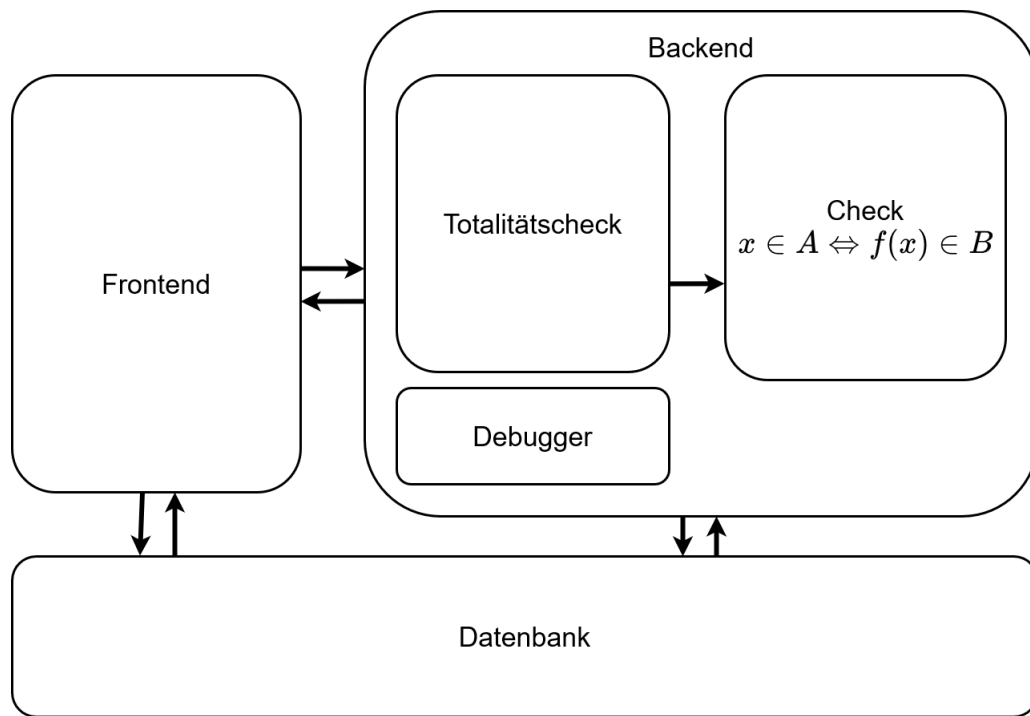 Backend
Frontend
Totalitätscheck
Check
x ∈ A ⇔ f(x) ∈ B
Debugger
Datenbank